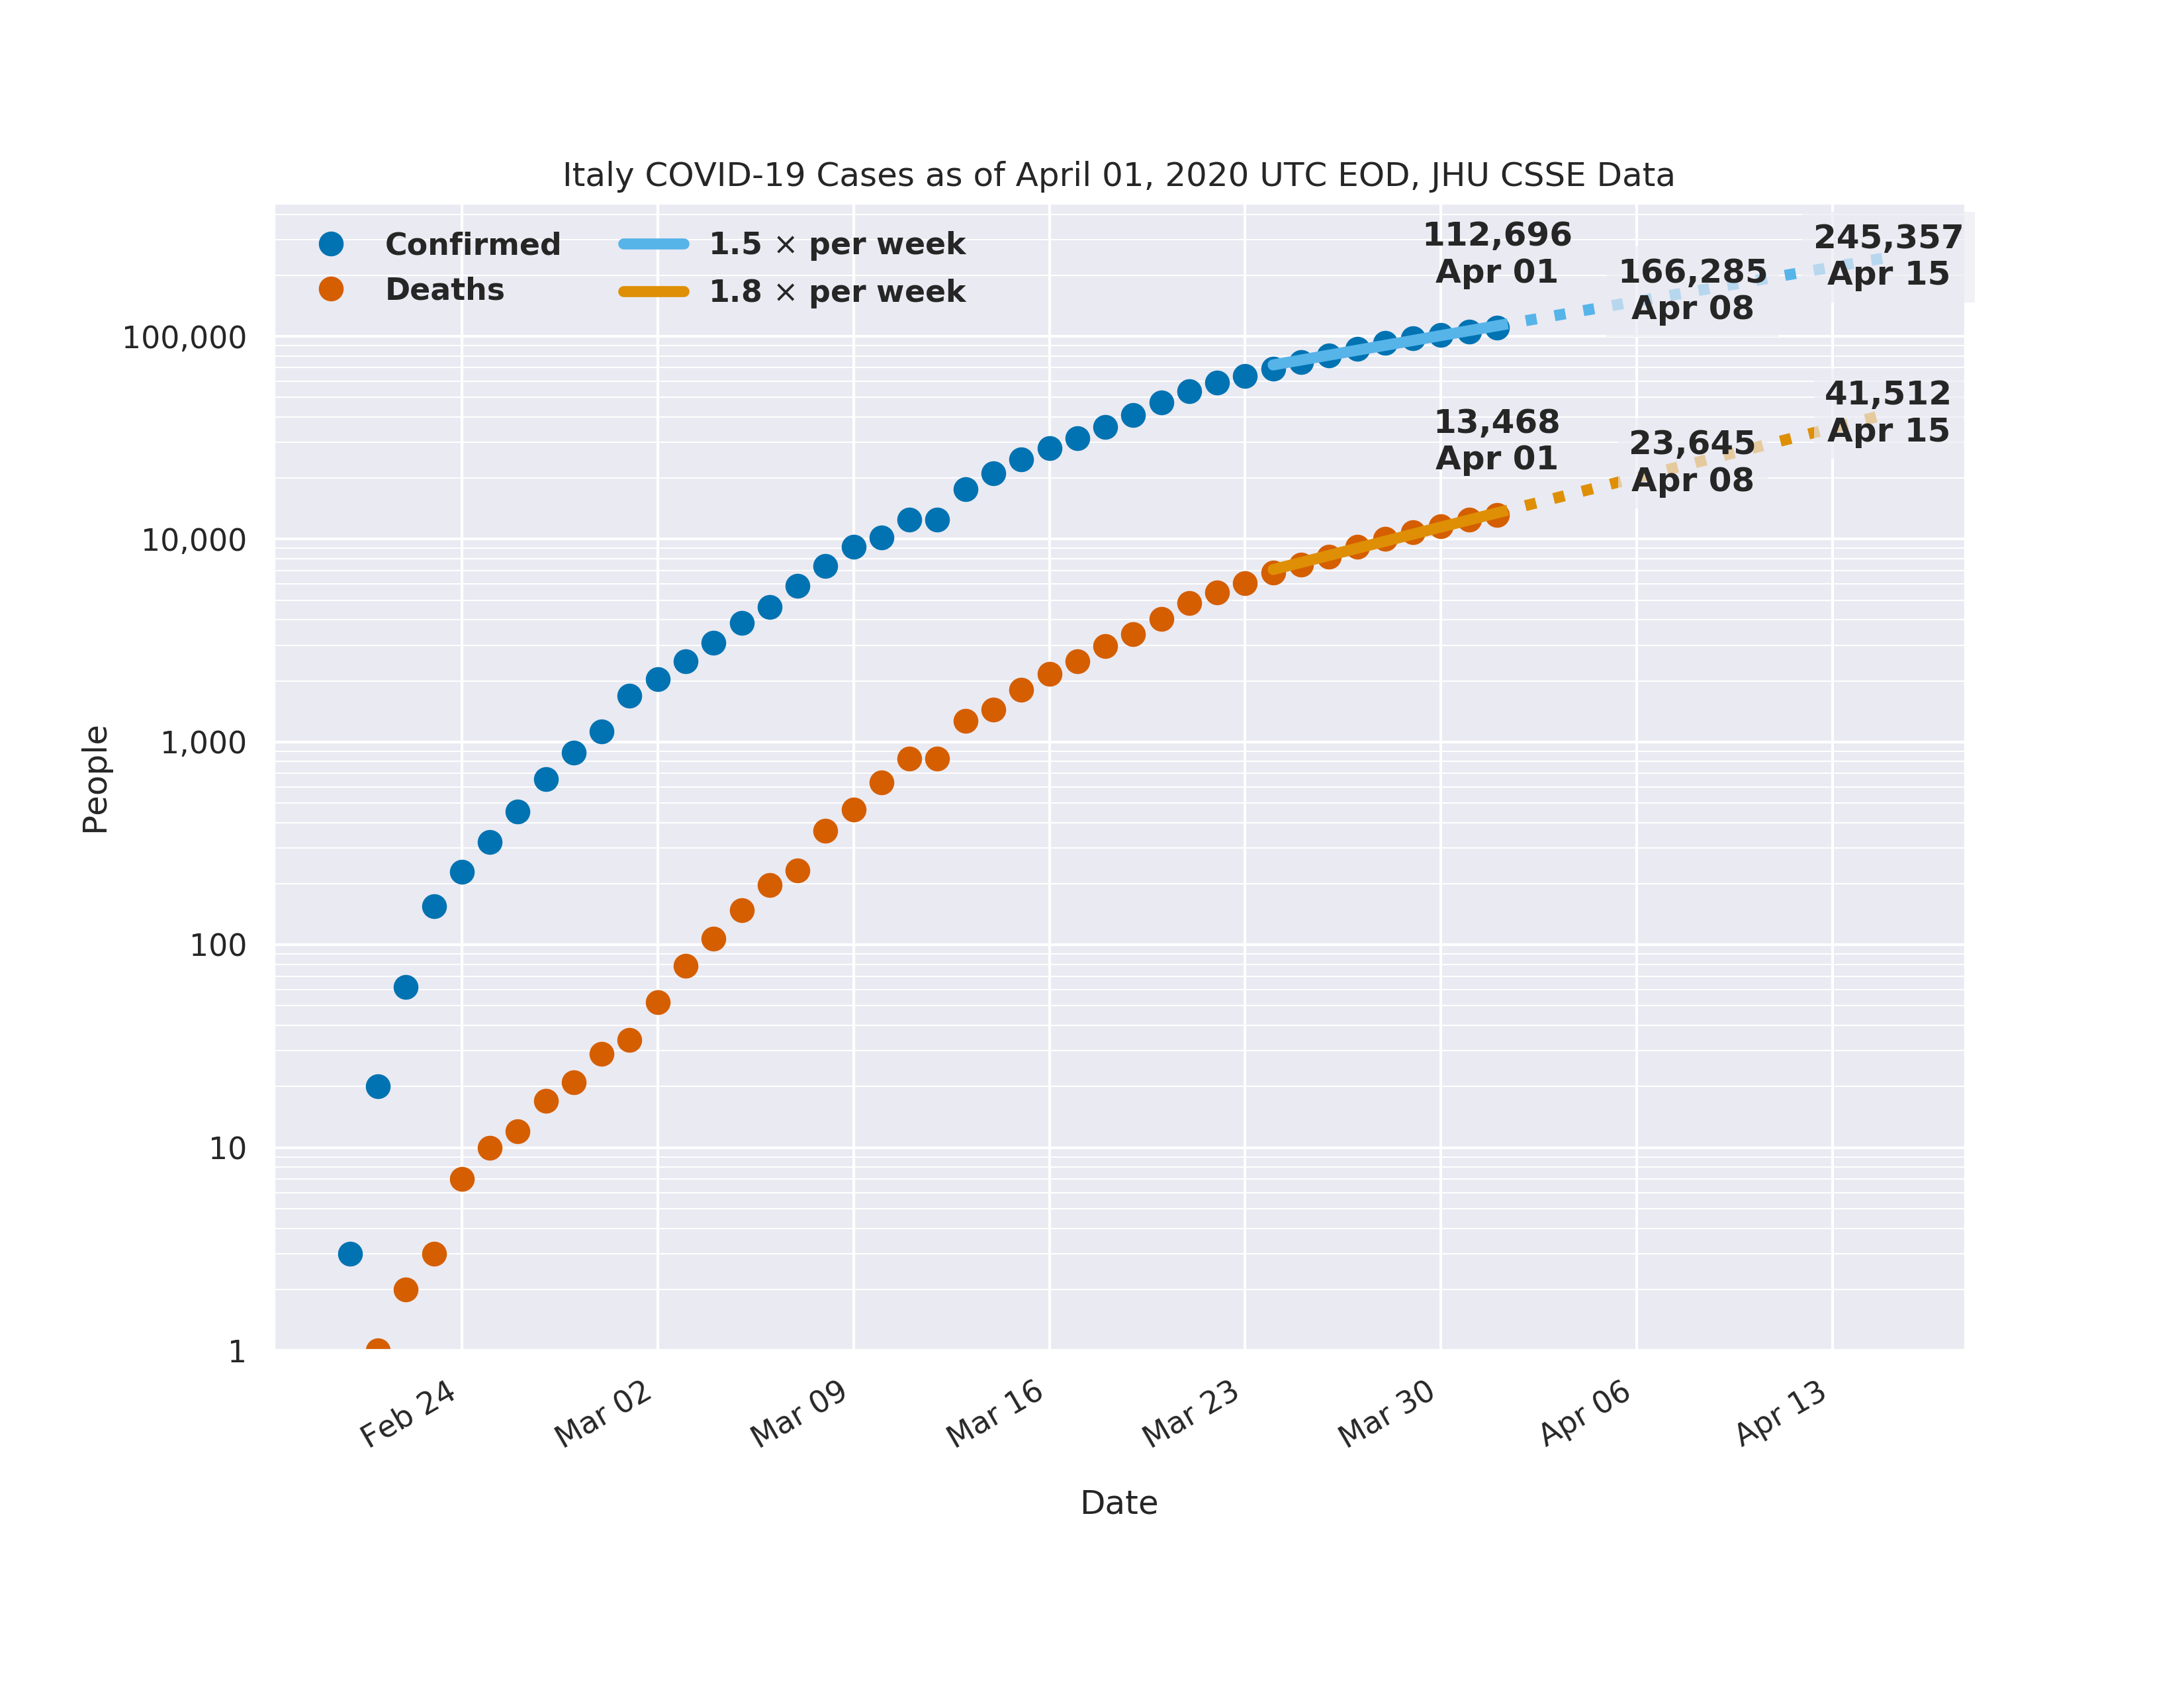 Italy COVID-19 Cases as of April 01, 2020 UTC EOD, JHU CSSE Data
Confirmed
Deaths
1.5 × per week
1.8 × per week
112,696
Apr 01
166,285
Apr 08
245,357
Apr 15
13,468
Apr 01
23,645
Apr 08
41,512
Apr 15
People
100,000
10,000
1,000
100
10
1
Feb 24
Mar 02
Mar 09
Mar 16
Mar 23
Mar 30
Apr 06
Apr 13
Date